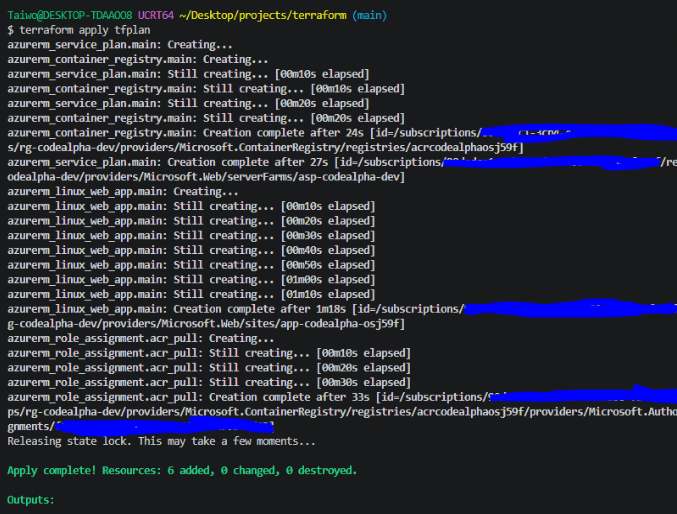 Taiwo@DESKTOP-TDAAOO8 UCRT64 ~/Desktop/projects/terraform (main)
$ terraform apply tfplan
azurerm_service_plan.main: Creating...
azurerm_container_registry.main: Creating...
azurerm_service_plan.main: Still creating... [00m10s elapsed]
azurerm_container_registry.main: Still creating... [00m10s elapsed]
azurerm_service_plan.main: Still creating... [00m20s elapsed]
azurerm_container_registry.main: Still creating... [00m20s elapsed]
azurerm_container_registry.main: Creation complete after 24s [id=/subscriptions/
s/rg-codealpha-dev/providers/Microsoft.ContainerRegistry/registries/acrcodealphaosj59f]
azurerm_service_plan.main: Creation complete after 27s [id=/subscriptions/ /re
odealpha-dev/providers/Microsoft.Web/serverFarms/asp-codealpha-dev]
azurerm_linux_web_app.main: Creating...
azurerm_linux_web_app.main: Still creating... [00m10s elapsed]
azurerm_linux_web_app.main: Still creating... [00m20s elapsed]
azurerm_linux_web_app.main: Still creating... [00m30s elapsed]
azurerm_linux_web_app.main: Still creating... [00m40s elapsed]
azurerm_linux_web_app.main: Still creating... [00m50s elapsed]
azurerm_linux_web_app.main: Still creating... [01m00s elapsed]
azurerm_linux_web_app.main: Still creating... [01m10s elapsed]
azurerm_linux_web_app.main: Creation complete after 1m18s [id=/subscriptions/
g-codealpha-dev/providers/Microsoft.Web/sites/app-codealpha-osj59f]
azurerm_role_assignment.acr_pull: Creating...
azurerm_role_assignment.acr_pull: Still creating... [00m10s elapsed]
azurerm_role_assignment.acr_pull: Still creating... [00m20s elapsed]
azurerm_role_assignment.acr_pull: Still creating... [00m30s elapsed]
azurerm_role_assignment.acr_pull: Creation complete after 33s [id=/subscriptions/
ps/rg-codealpha-dev/providers/Microsoft.ContainerRegistry/registries/acrcodealphaosj59f/providers/Microsoft.Autho
gnments/
Releasing state lock. This may take a few moments...
Apply complete! Resources: 6 added, 0 changed, 0 destroyed.
Outputs: